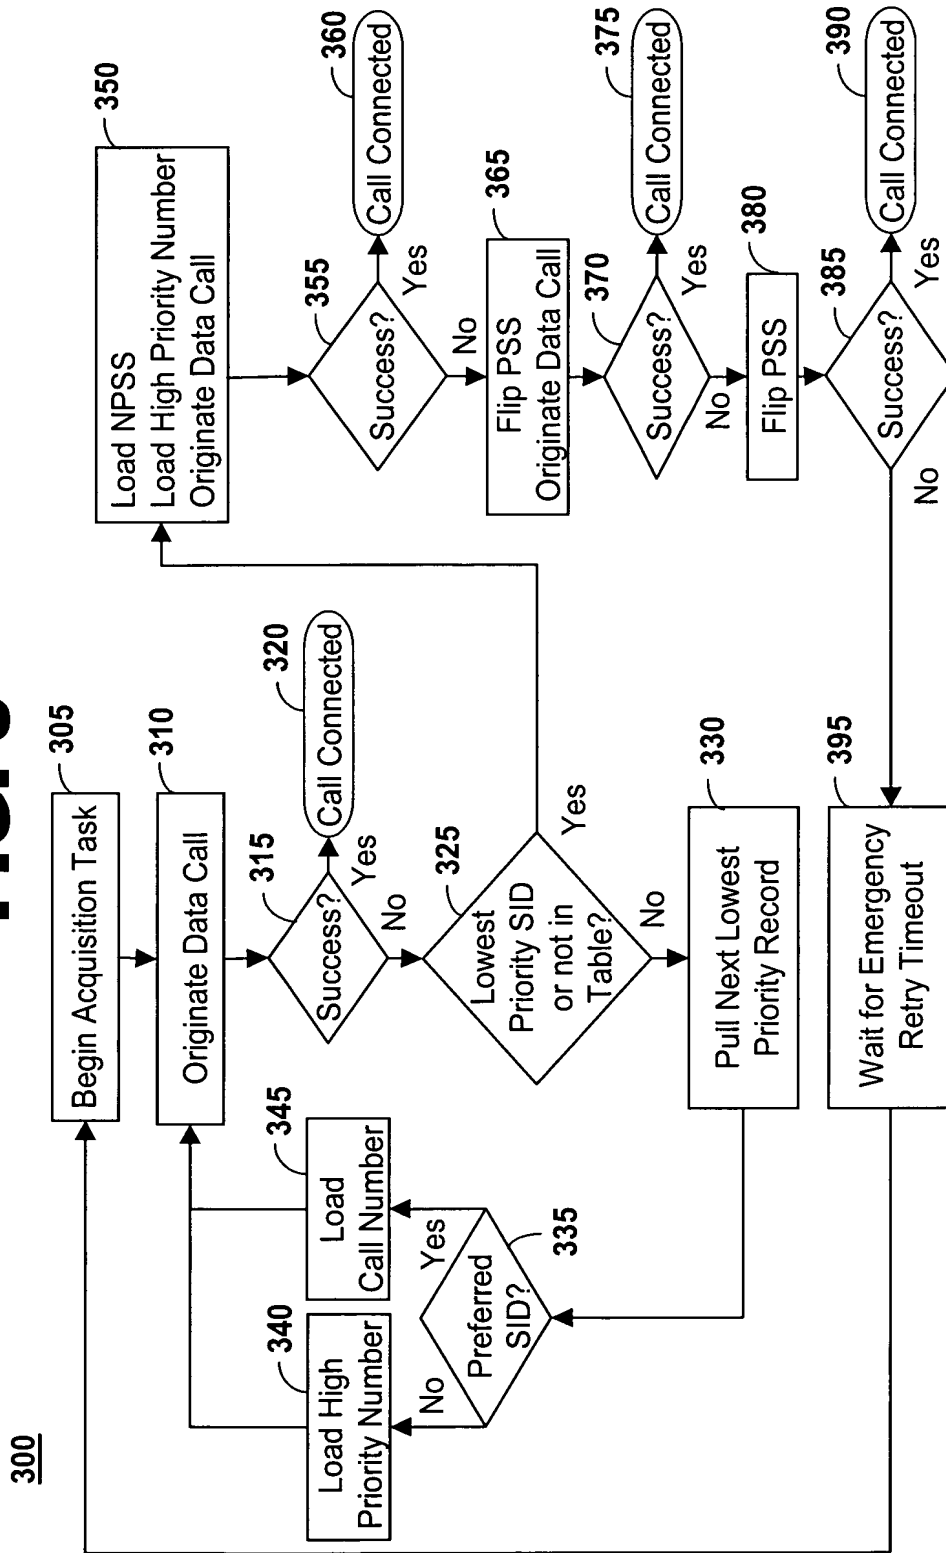 300
305
Begin Acquisition Task
310
Originate Data Call
315
Success?
Yes
No
320
Call Connected
325
Lowest
Priority SID
or not in
Table?
Yes
No
330
Pull Next Lowest
Priority Record
335
Preferred
SID?
No
Yes
340
Load High
Priority Number
345
Load
Call Number
350
Load NPSS
Load High Priority Number
Originate Data Call
355
Success?
Yes
No
360
Call Connected
365
Flip PSS
Originate Data Call
370
Success?
Yes
No
375
Call Connected
380
Flip PSS
385
Success?
Yes
No
390
Call Connected
395
Wait for Emergency
Retry Timeout